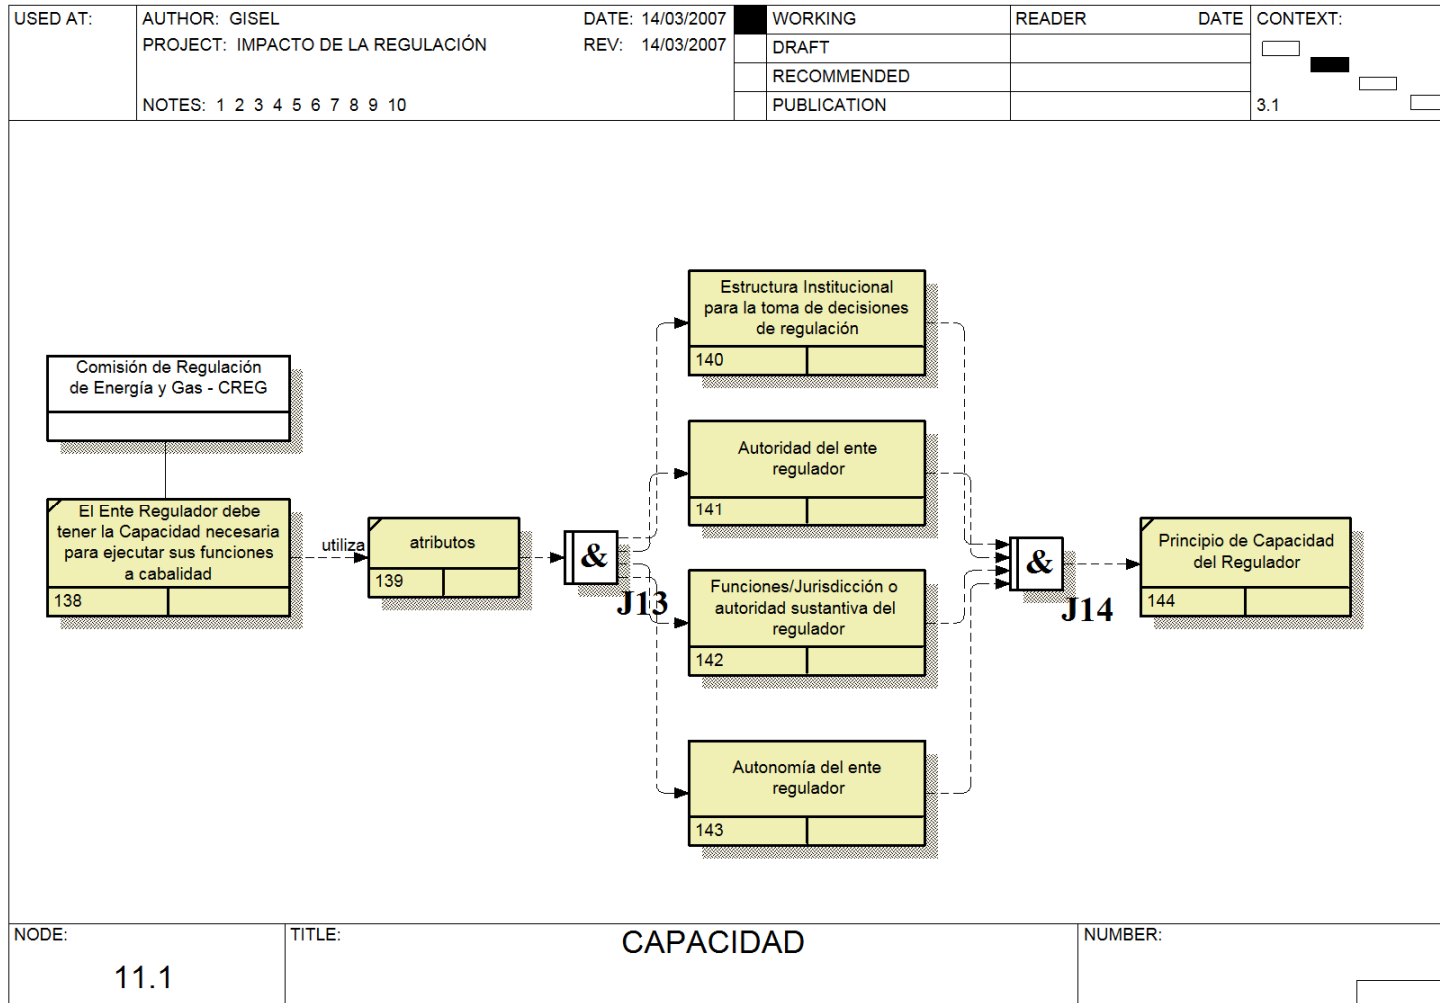 USED AT:
AUTHOR: GISEL
DATE: 14/03/2007
WORKING
READER
DATE
CONTEXT:
PROJECT: IMPACTO DE LA REGULACIÓN
REV: 14/03/2007
DRAFT
RECOMMENDED
NOTES: 1 2 3 4 5 6 7 8 9 10
PUBLICATION
3.1
Comisión de Regulación
de Energía y Gas - CREG
El Ente Regulador debe
tener la Capacidad necesaria
para ejecutar sus funciones
a cabalidad
138
utiliza
atributos
139
&
J13
Estructura Institucional
para la toma de decisiones
de regulación
140
Autoridad del ente
regulador
141
Funciones/Jurisdicción o
autoridad sustantiva del
regulador
142
Autonomía del ente
regulador
143
&
J14
Principio de Capacidad
del Regulador
144
NODE:
11.1
TITLE:
CAPACIDAD
NUMBER: